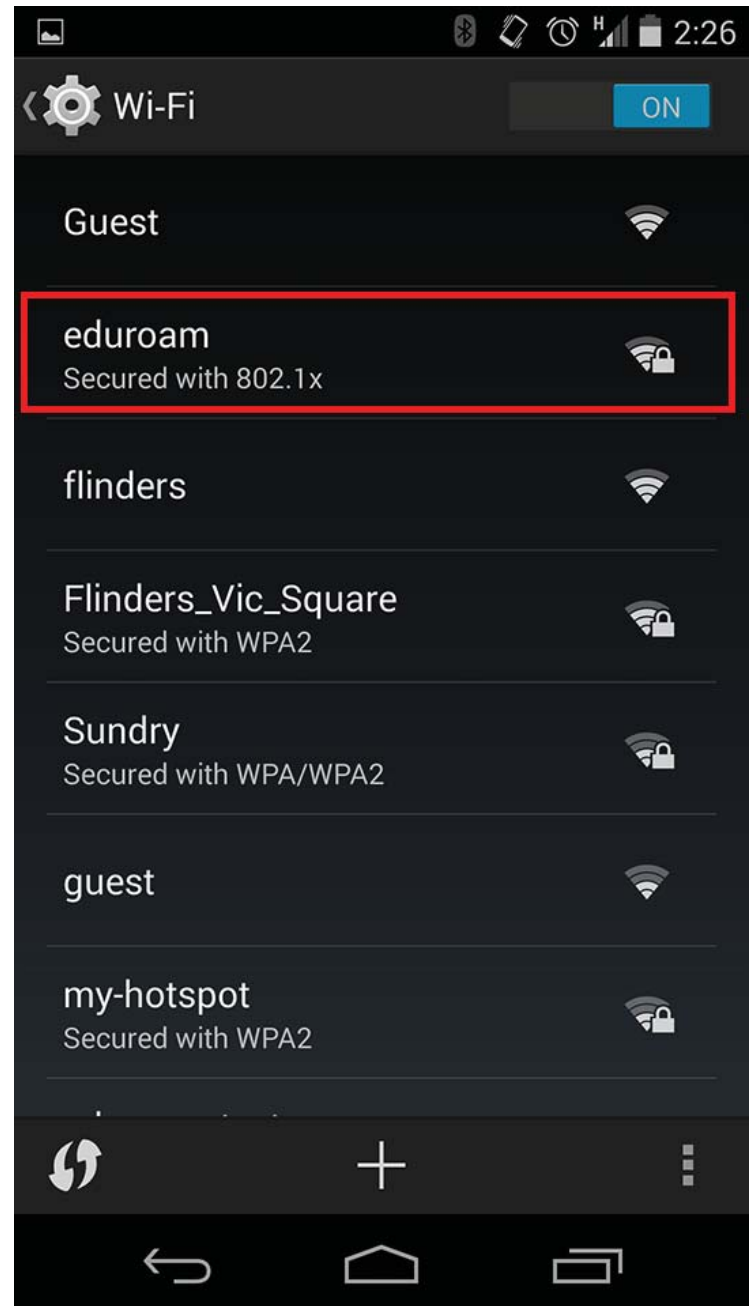 H 2:26
Wi-Fi ON
Guest
eduroam
Secured with 802.1x
flinders
Flinders_Vic_Square
Secured with WPA2
Sundry
Secured with WPA/WPA2
guest
my-hotspot
Secured with WPA2